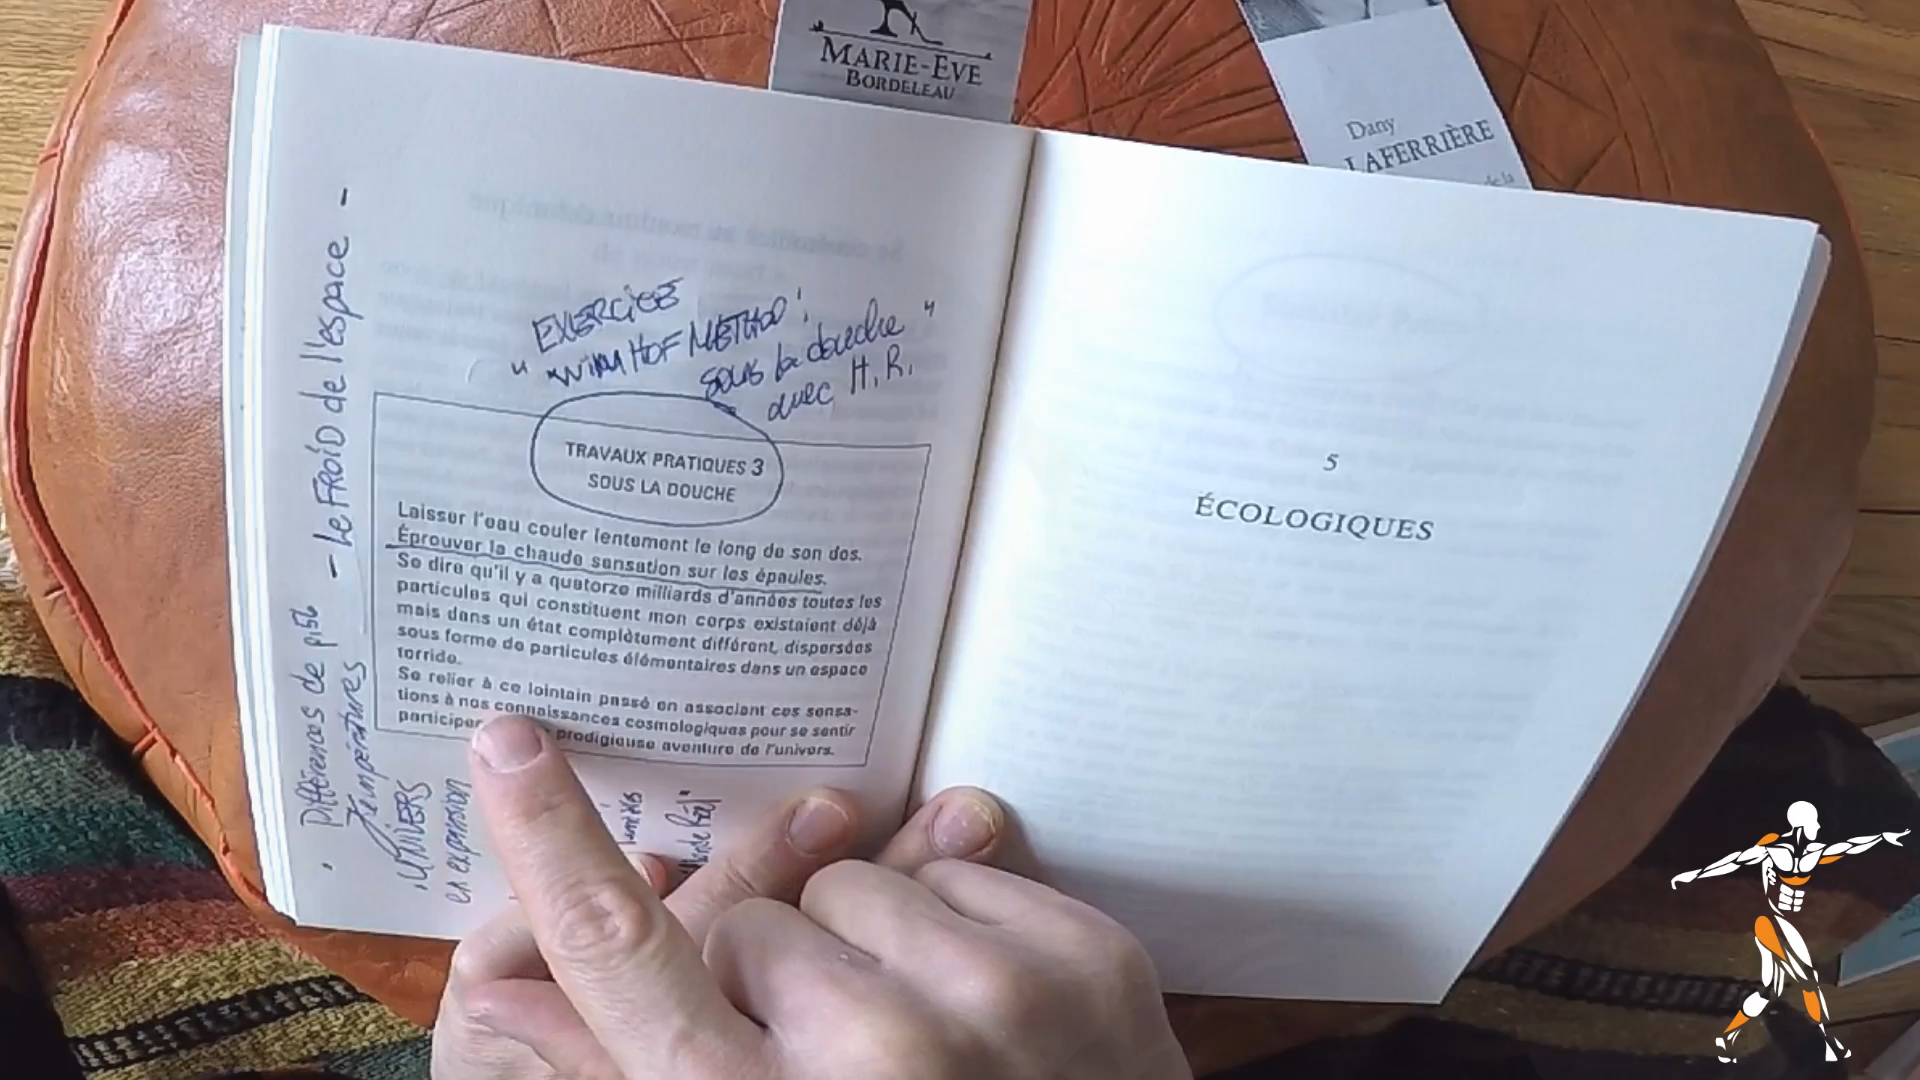 MARIE-EVE
BORDELEAU
Dany
LAFERRIÈRE
de la
EXERCICES
" WIM HOF METHOD :
sous la douche "
avec H. R.
TRAVAUX PRATIQUES 3
SOUS LA DOUCHE
Laisser l'eau couler lentement le long de son dos.
Éprouver la chaude sensation sur les épaules.
Se dire qu'il y a quatorze milliards d'années toutes les
particules qui constituent mon corps existaient déjà
mais dans un état complètement différent, dispersées
sous forme de particules élémentaires dans un espace
torride.
Se relier à ce lointain passé en associant ces sensa-
tions à nos connaissances cosmologiques pour se sentir
participer prodigieuse aventure de l'univers.
Différences de p156 - Le FROID de l'espace -
Températures
UNIVERS
en expansion
5
ÉCOLOGIQUES